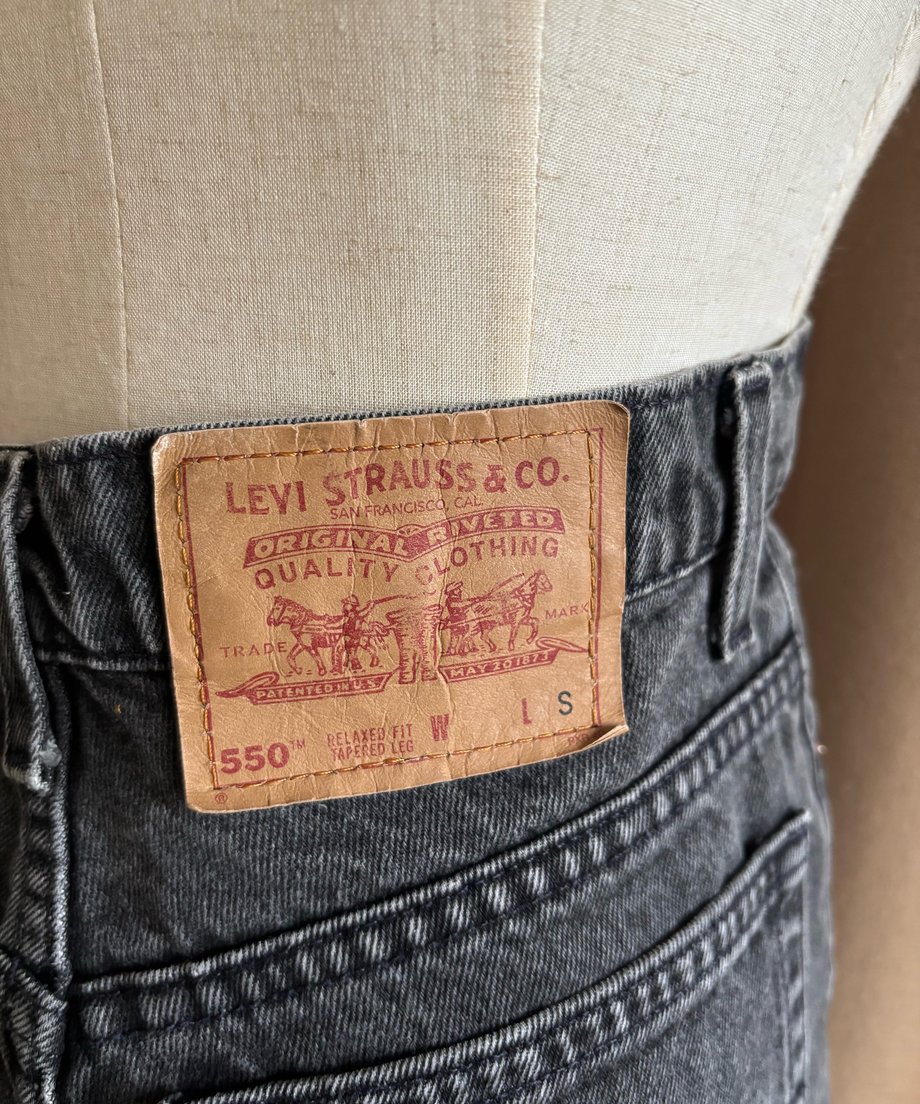 LEVI STRAUSS & CO.
SAN FRANCISCO, CAL
ORIGINAL RIVETED
QUALITY CLOTHING
TRADE MARK
PATENTED IN U.S. MAY 20 1873
550™ RELAXED FIT W L S
TAPERED LEG
®